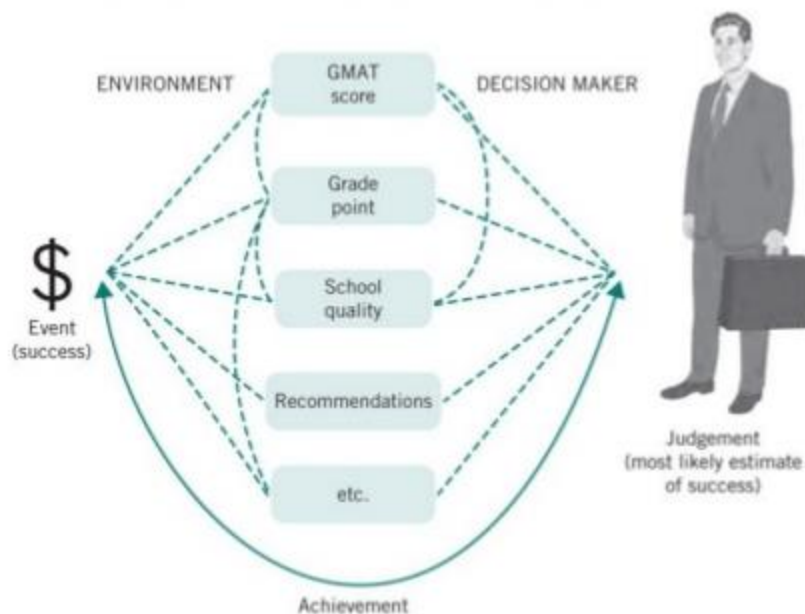 ENVIRONMENT
GMAT
score
DECISION MAKER
Grade
point
School
quality
$
Event
(success)
Recommendations
etc.
Judgement
(most likely estimate
of success)
Achievement